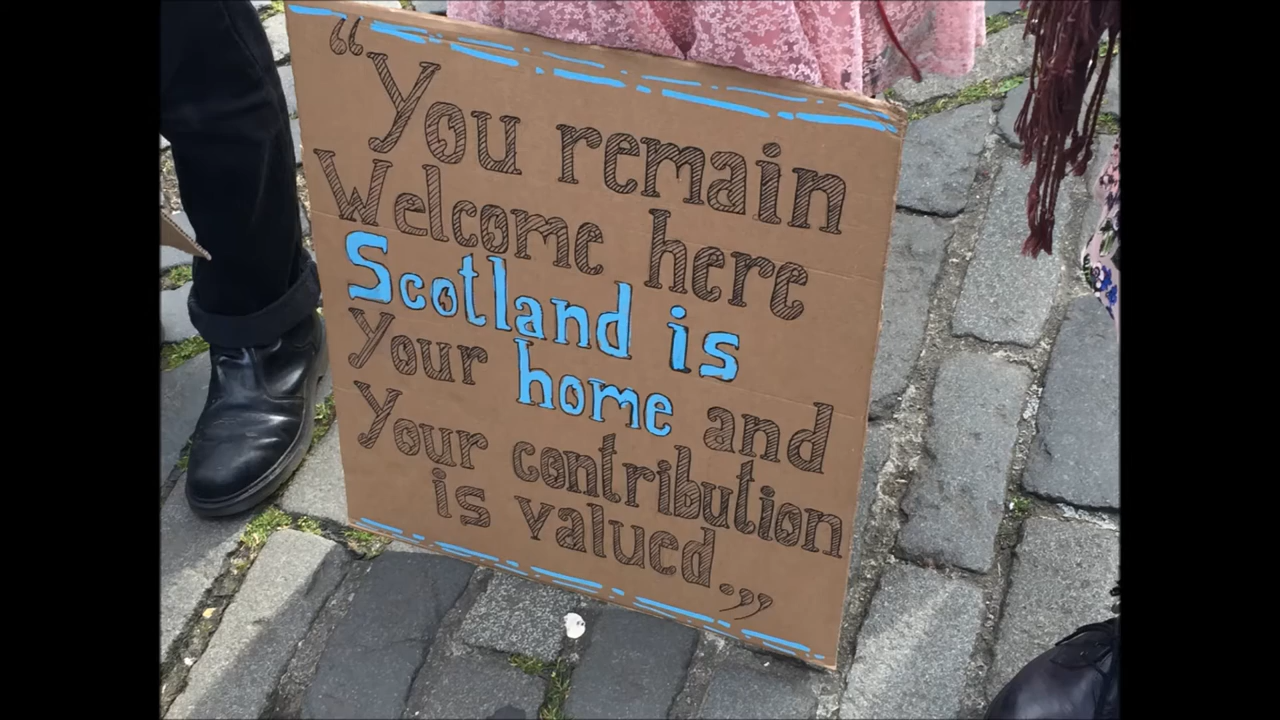 “You remain
Welcome here
Scotland is
your home and
your contribution
is valued.”